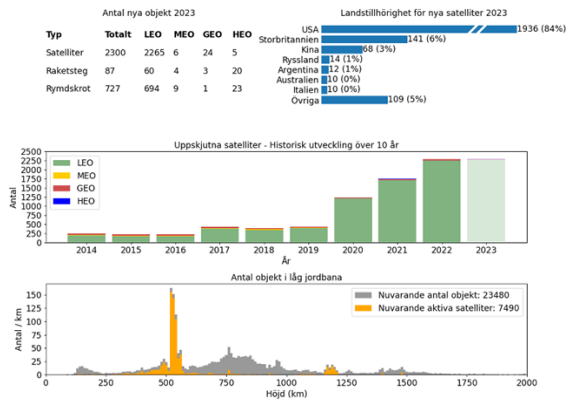 Antal nya objekt 2023
Typ Totalt LEO MEO GEO HEO
Satelliter 2300 2265 6 24 5
Raketsteg 87 60 4 3 20
Rymdskrot 727 694 9 1 23
Landstillhörighet för nya satelliter 2023
USA 1936 (84%)
Storbritannien 141 (6%)
Kina 68 (3%)
Ryssland 14 (1%)
Argentina 12 (1%)
Australien 10 (0%)
Italien 10 (0%)
Övriga 109 (5%)
Uppskjutna satelliter - Historisk utveckling över 10 år
Antal
2500
2250
2000
1750
1500
1250
1000
750
500
250
0
LEO
MEO
GEO
HEO
2014 2015 2016 2017 2018 2019 2020 2021 2022 2023
År
Antal objekt i låg jordbana
Antal / km
150
125
100
75
50
25
0
Nuvarande antal objekt: 23480
Nuvarande aktiva satelliter: 7490
0 250 500 750 1000 1250 1500 1750 2000
Höjd (km)